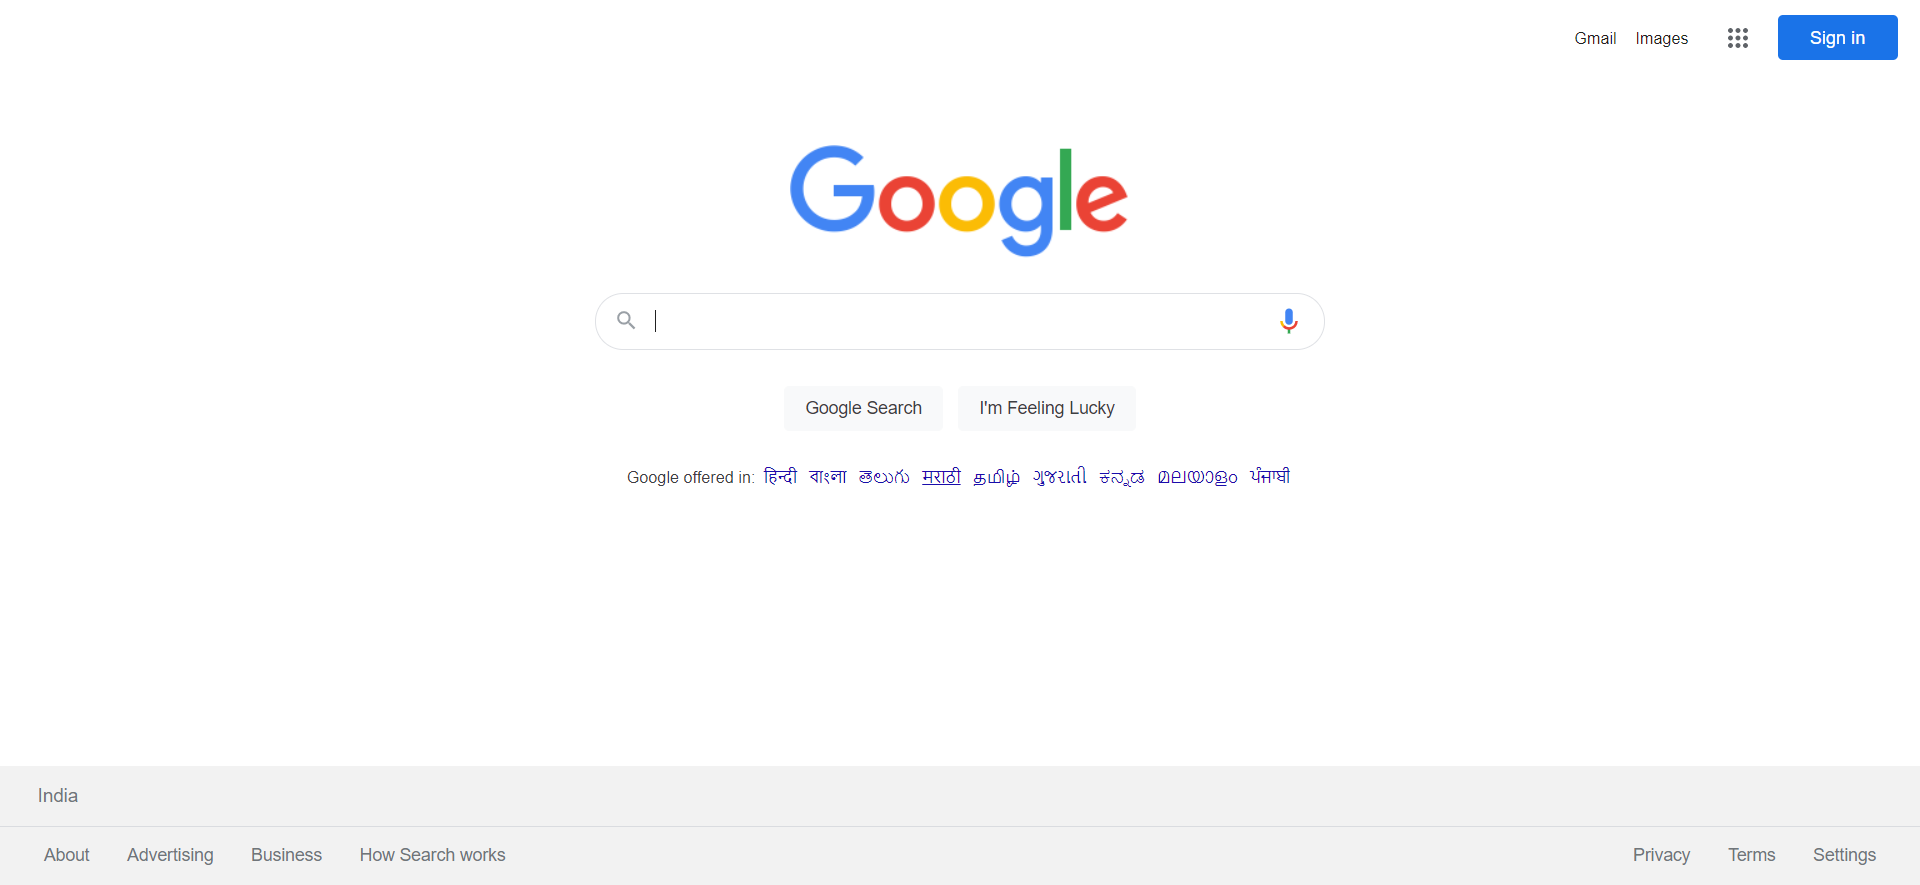 Gmail Images Sign in
Google
Google Search I'm Feeling Lucky
Google offered in: हिन्दी বাংলা తెలుగు मराठी தமிழ் ગુજરાતી ಕನ್ನಡ മലയാളം ਪੰਜਾਬੀ
India
About Advertising Business How Search works Privacy Terms Settings